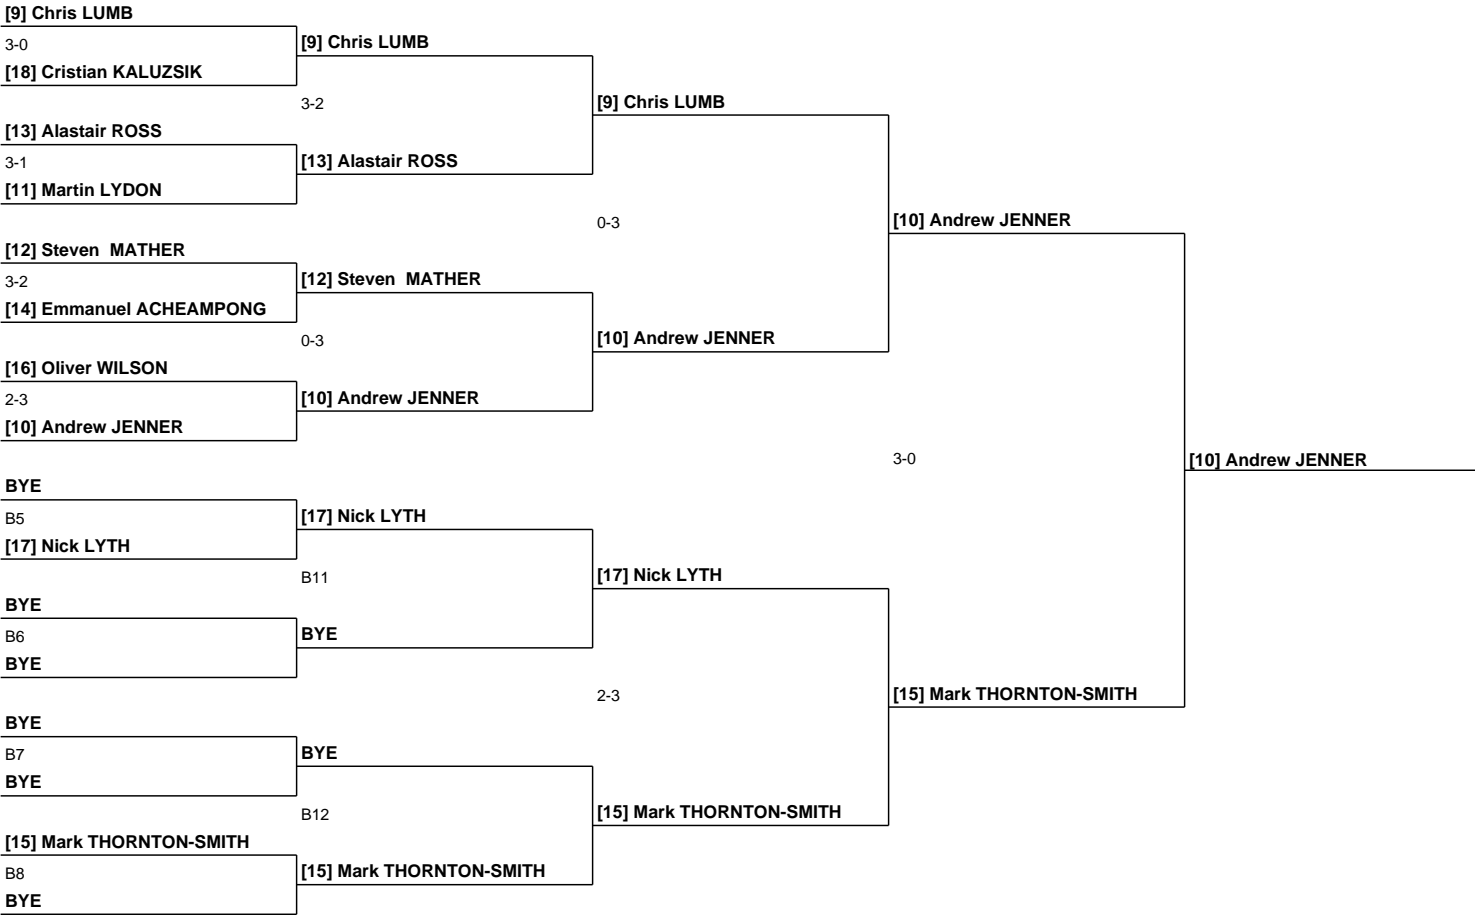 [9] Chris LUMB
3-0
[18] Cristian KALUZSIK
[13] Alastair ROSS
3-1
[11] Martin LYDON
[12] Steven  MATHER
3-2
[14] Emmanuel ACHEAMPONG
[16] Oliver WILSON
2-3
[10] Andrew JENNER
BYE
B5
[17] Nick LYTH
BYE
B6
BYE
BYE
B7
BYE
[15] Mark THORNTON-SMITH
B8
BYE
[9] Chris LUMB
3-2
[13] Alastair ROSS
[12] Steven  MATHER
0-3
[10] Andrew JENNER
[17] Nick LYTH
B11
BYE
BYE
B12
[15] Mark THORNTON-SMITH
[9] Chris LUMB
0-3
[10] Andrew JENNER
[17] Nick LYTH
2-3
[15] Mark THORNTON-SMITH
[10] Andrew JENNER
3-0
[15] Mark THORNTON-SMITH
[10] Andrew JENNER